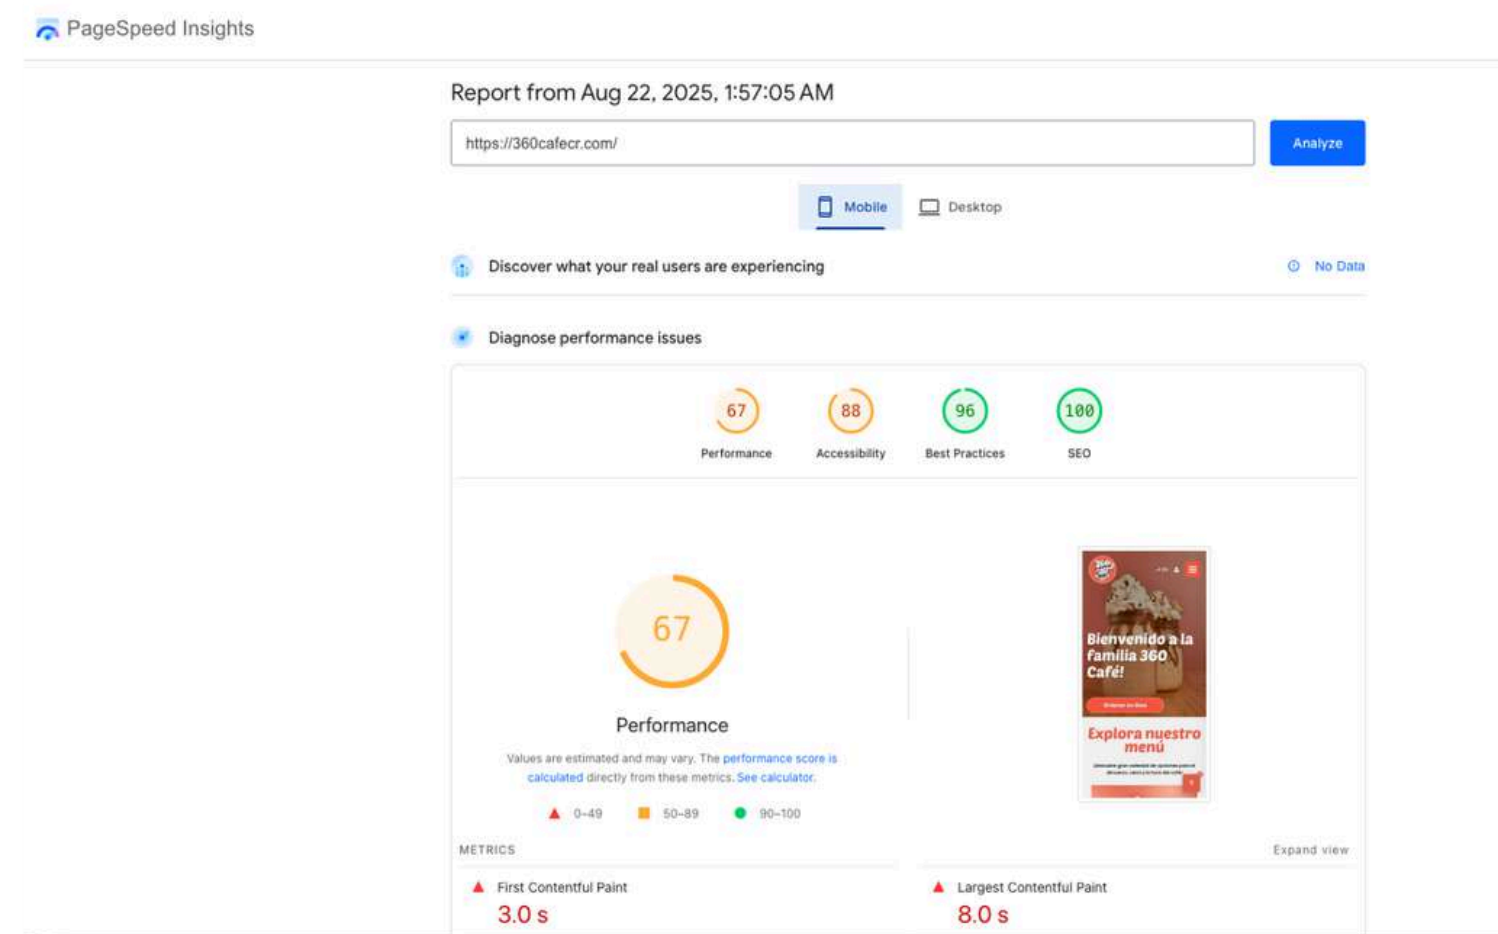 PageSpeed Insights
Report from Aug 22, 2025, 1:57:05 AM
https://360cafecr.com/
Analyze
Mobile
Desktop
Discover what your real users are experiencing
No Data
Diagnose performance issues
67
88
96
100
Performance
Accessibility
Best Practices
SEO
67
Performance
Values are estimated and may vary. The performance score is
calculated directly from these metrics. See calculator.
0–49
50–89
90–100
Bienvenido a la
familia 360
Café!
Explora nuestro
menú
METRICS
Expand view
First Contentful Paint
3.0 s
Largest Contentful Paint
8.0 s